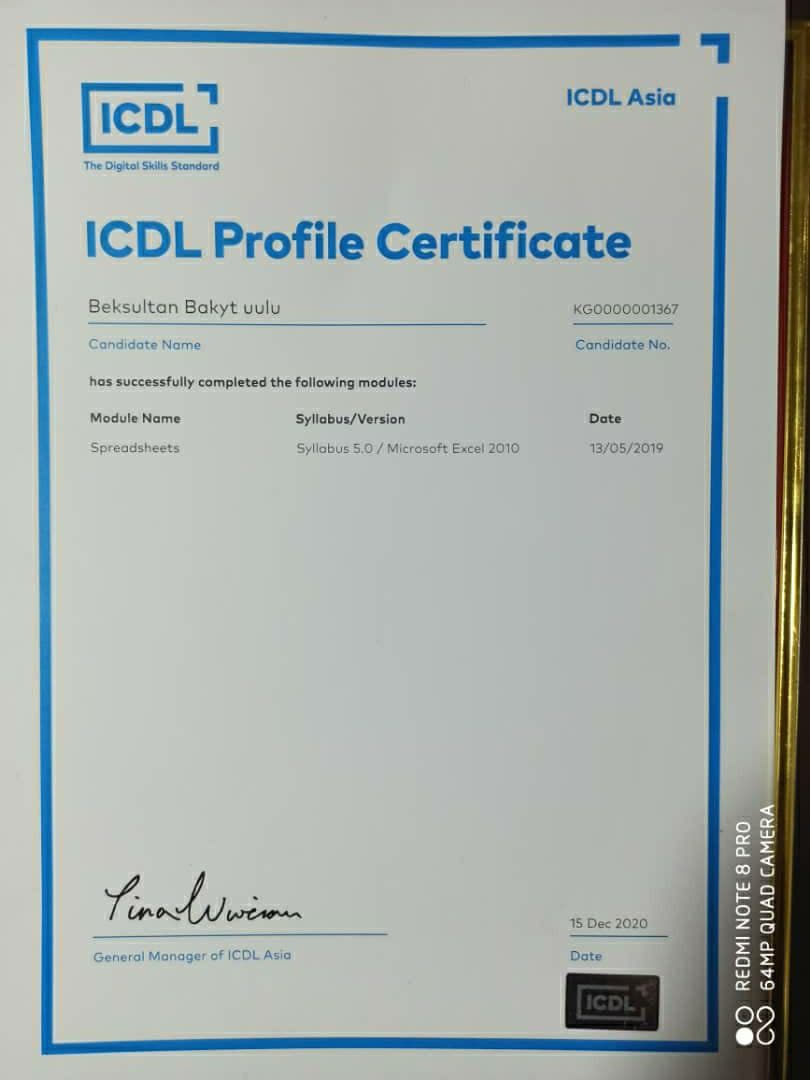 ICDL
The Digital Skills Standard
ICDL Asia
ICDL Profile Certificate
Beksultan Bakyt uulu
KG0000001367
Candidate Name
Candidate No.
has successfully completed the following modules:
Module Name Syllabus/Version Date
Spreadsheets Syllabus 5.0 / Microsoft Excel 2010 13/05/2019
15 Dec 2020
General Manager of ICDL Asia
Date
ICDL
REDMI NOTE 8 PRO
64MP QUAD CAMERA